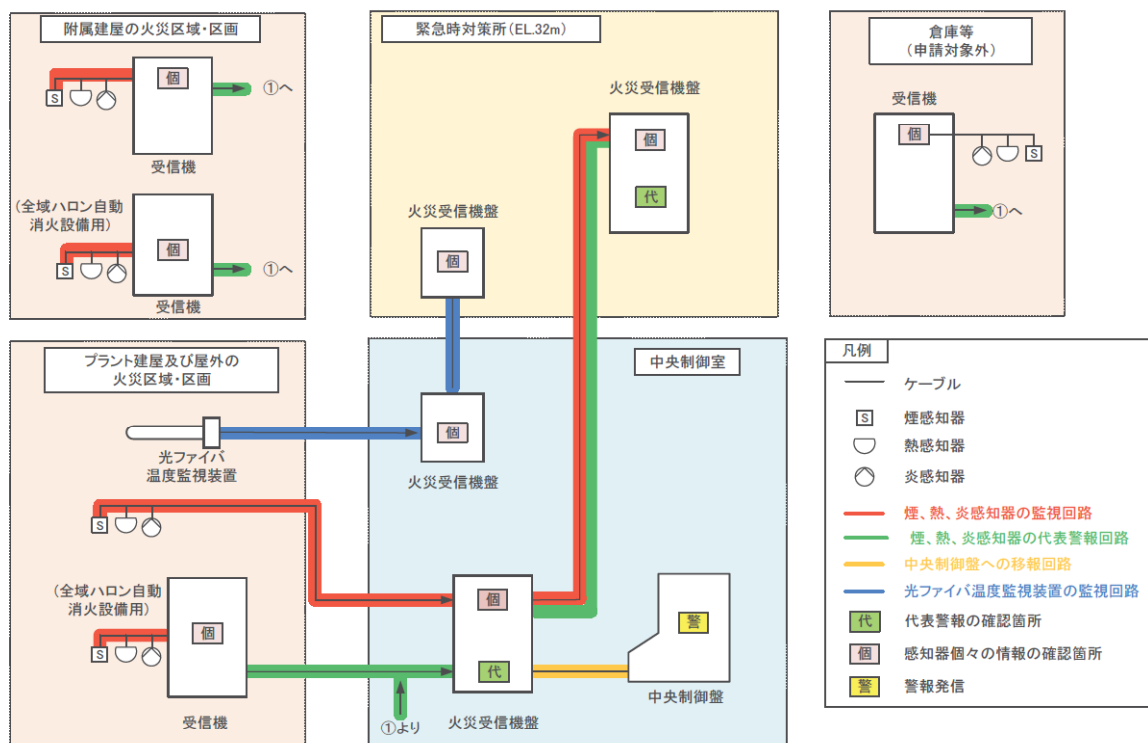 附属建屋の火災区域・区画
個
S
①へ
受信機
(全域ハロン自動
消火設備用)
個
S
①へ
受信機
緊急時対策所(EL.32m)
火災受信機盤
個
代
火災受信機盤
個
倉庫等
(申請対象外)
受信機
個
S
①へ
プラント建屋及び屋外の
火災区域・区画
光ファイバ
温度監視装置
S
(全域ハロン自動
消火設備用)
個
S
受信機
中央制御室
個
火災受信機盤
個
代
火災受信機盤
①より
警
中央制御盤
凡例
ケーブル
S 煙感知器
熱感知器
炎感知器
煙、熱、炎感知器の監視回路
煙、熱、炎感知器の代表警報回路
中央制御盤への移報回路
光ファイバ温度監視装置の監視回路
代 代表警報の確認箇所
個 感知器個々の情報の確認箇所
警 警報発信